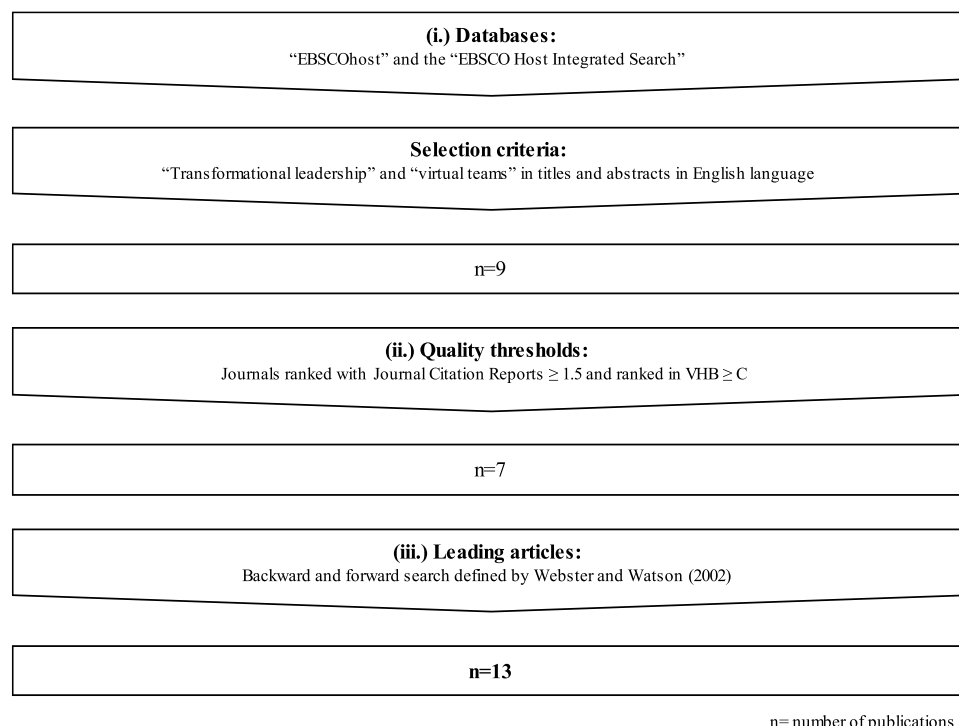 (i.) Databases:
“EBSCOhost” and the “EBSCO Host Integrated Search”
Selection criteria:
“Transformational leadership” and “virtual teams” in titles and abstracts in English language
n=9
(ii.) Quality thresholds:
Journals ranked with Journal Citation Reports ≥ 1.5 and ranked in VHB ≥ C
n=7
(iii.) Leading articles:
Backward and forward search defined by Webster and Watson (2002)
n=13
n= number of publications